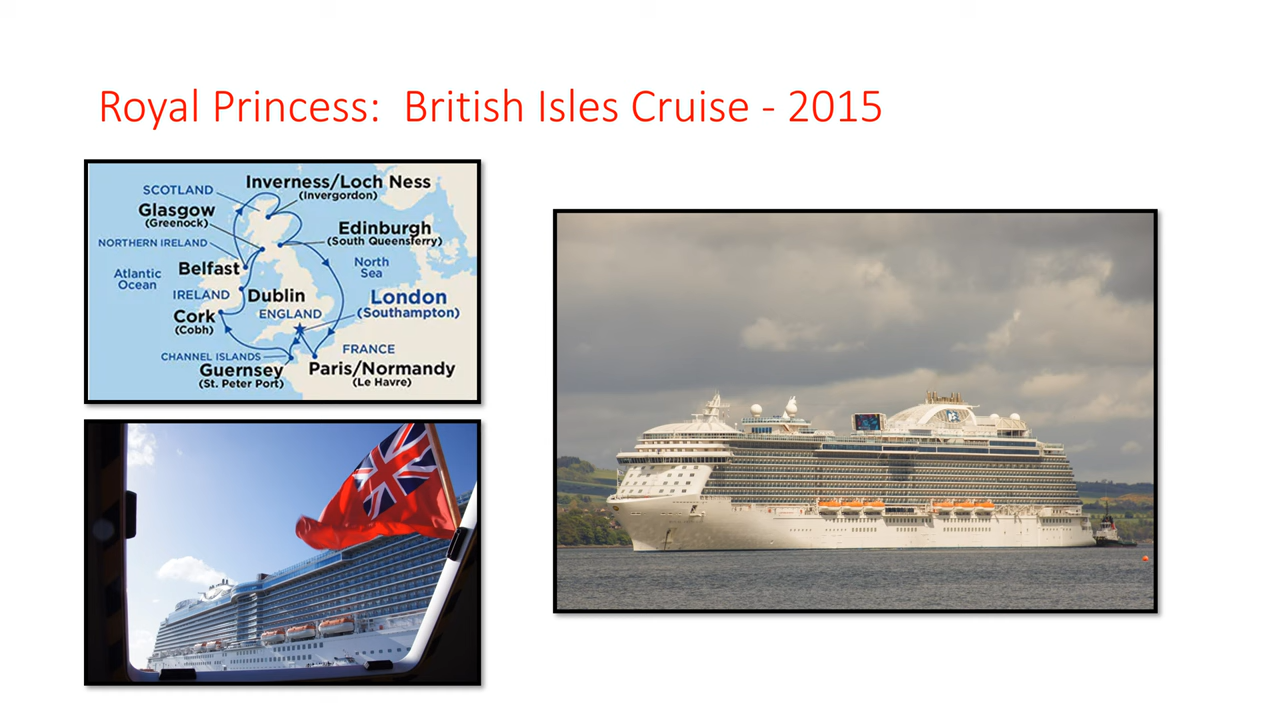 Royal Princess:  British Isles Cruise - 2015
SCOTLAND
Inverness/Loch Ness
(Invergordon)
Glasgow
(Greenock)
Edinburgh
(South Queensferry)
NORTHERN IRELAND
North
Sea
Belfast
Atlantic
Ocean
IRELAND
Dublin
London
(Southampton)
ENGLAND
Cork
(Cobh)
CHANNEL ISLANDS
FRANCE
Guernsey
(St. Peter Port)
Paris/Normandy
(Le Havre)